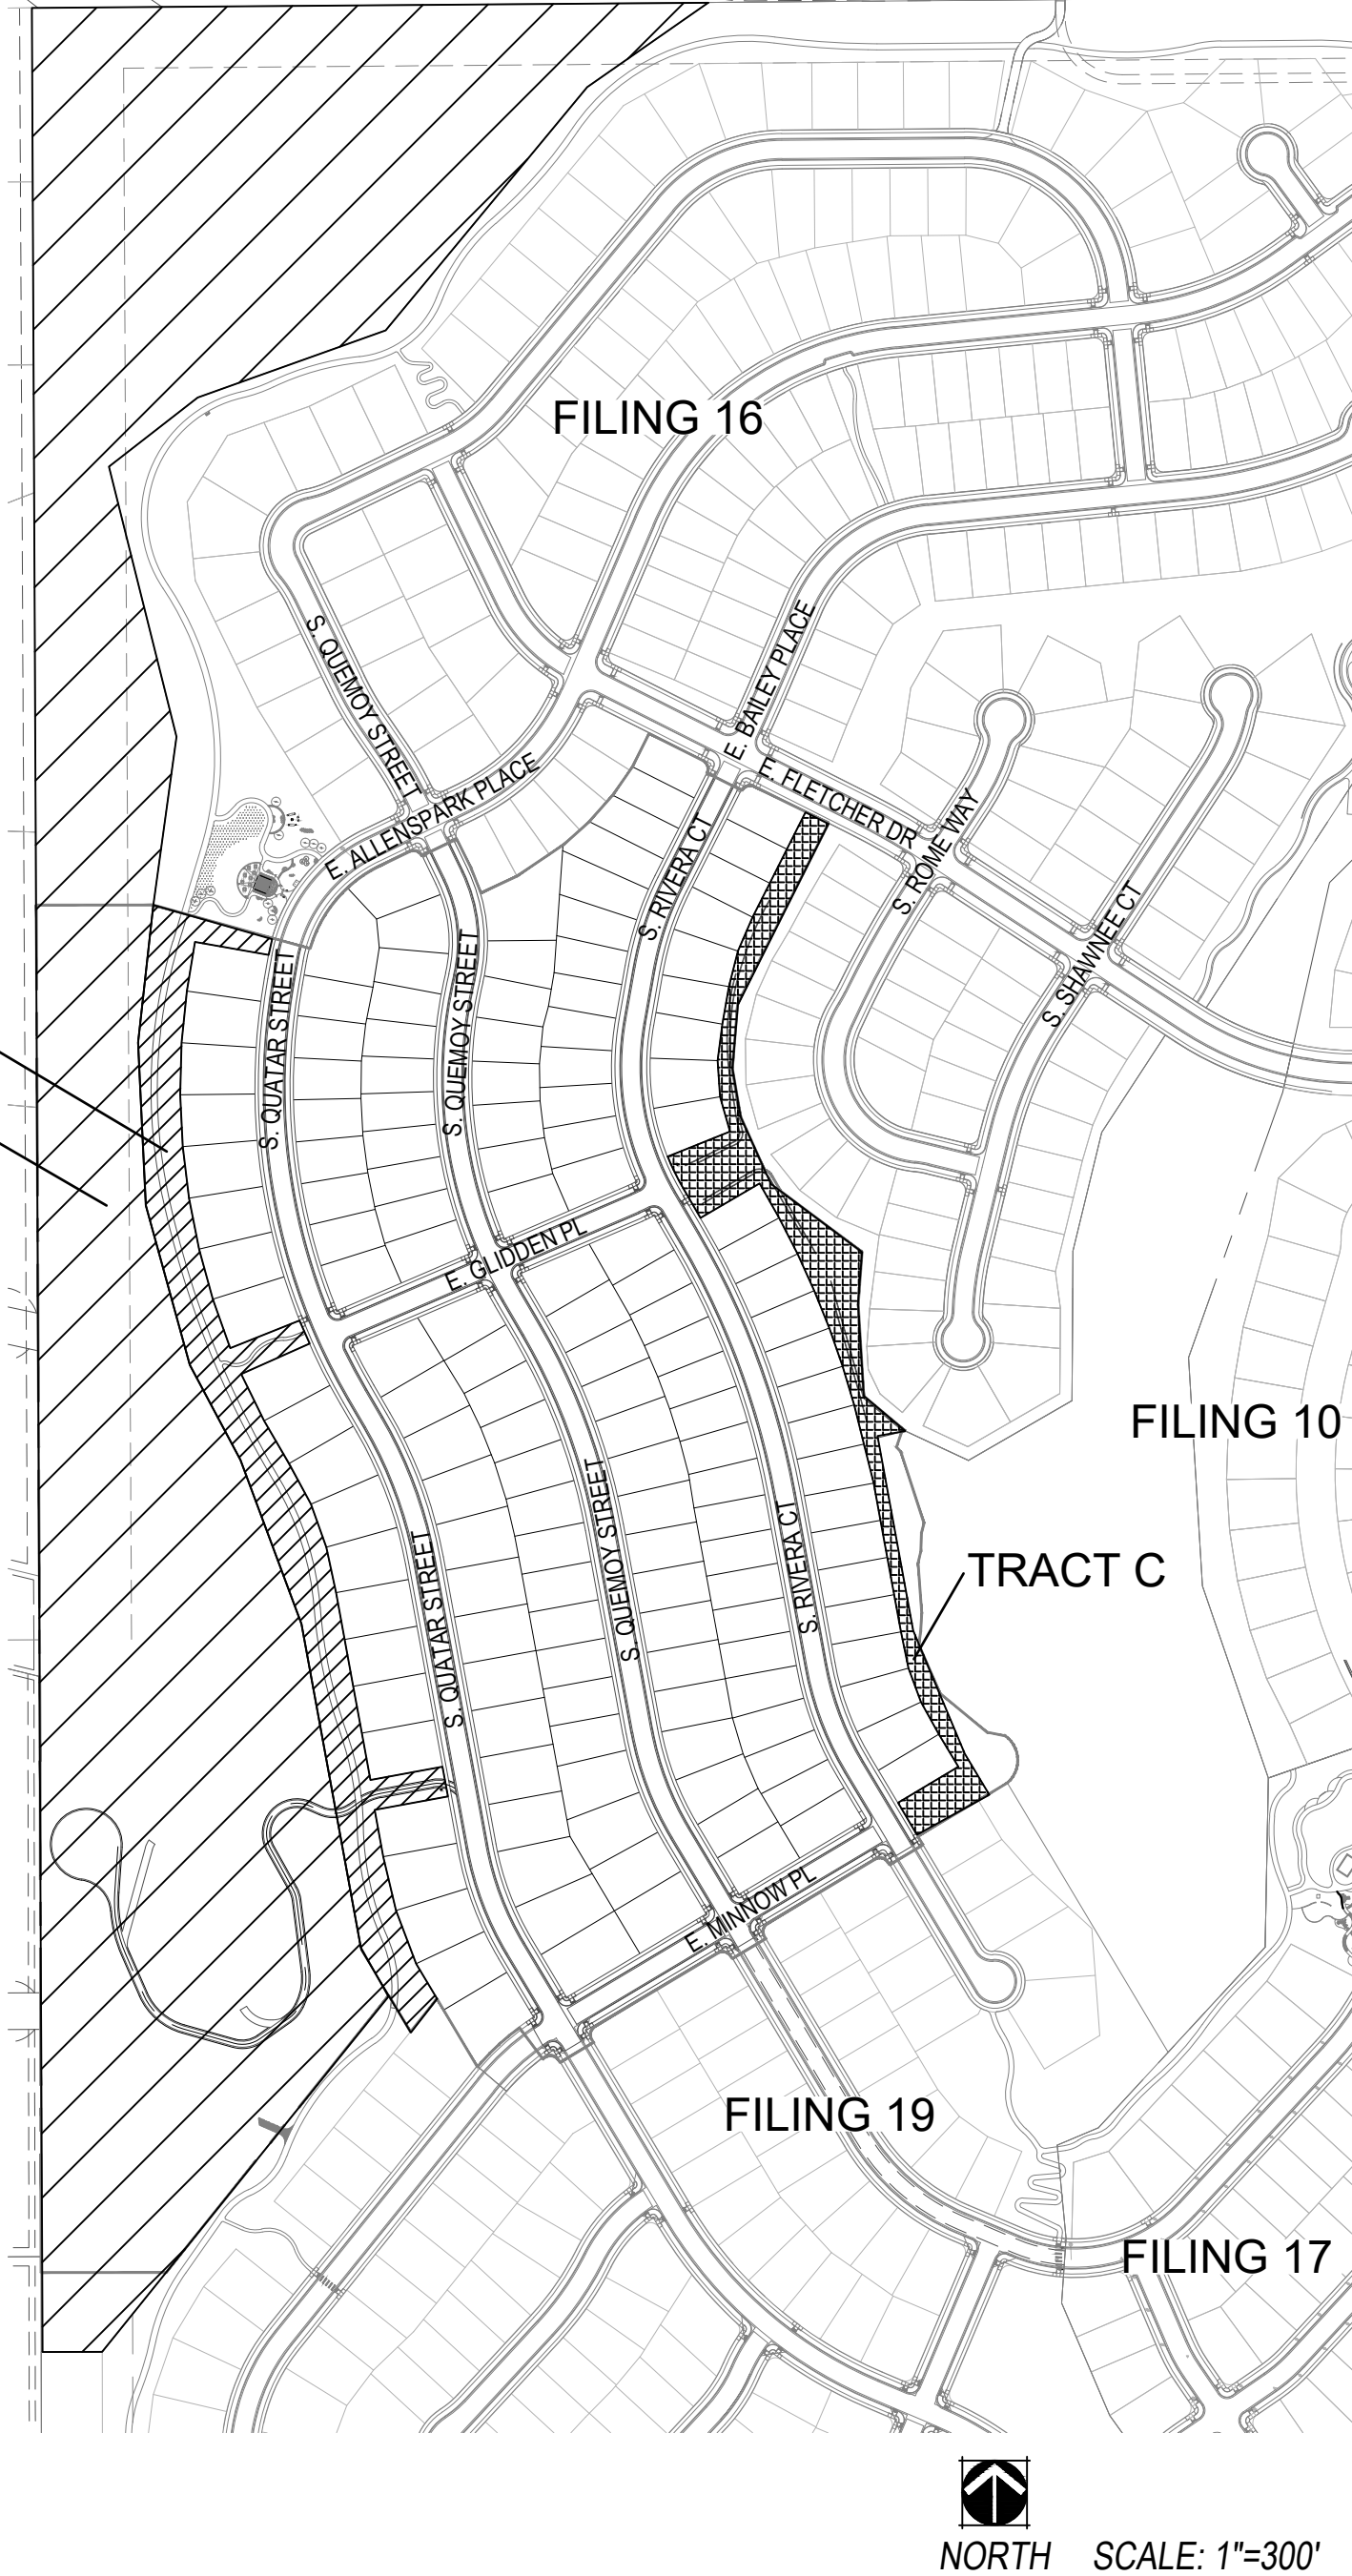 FILING 16
S. QUEMOY STREET
E. BAILEY PLACE
E. ALLENSPARK PLACE
E. FLETCHER DR
S. RIVERA CT
S. ROME WAY
S. SHAWNEE CT
S. QUATAR STREET
S. QUEMOY STREET
E. GLIDDEN PL
FILING 10
S. QUATAR STREET
S. QUEMOY STREET
S. RIVERA CT
TRACT C
E. MINNOW PL
FILING 19
FILING 17
NORTH SCALE: 1"=300'